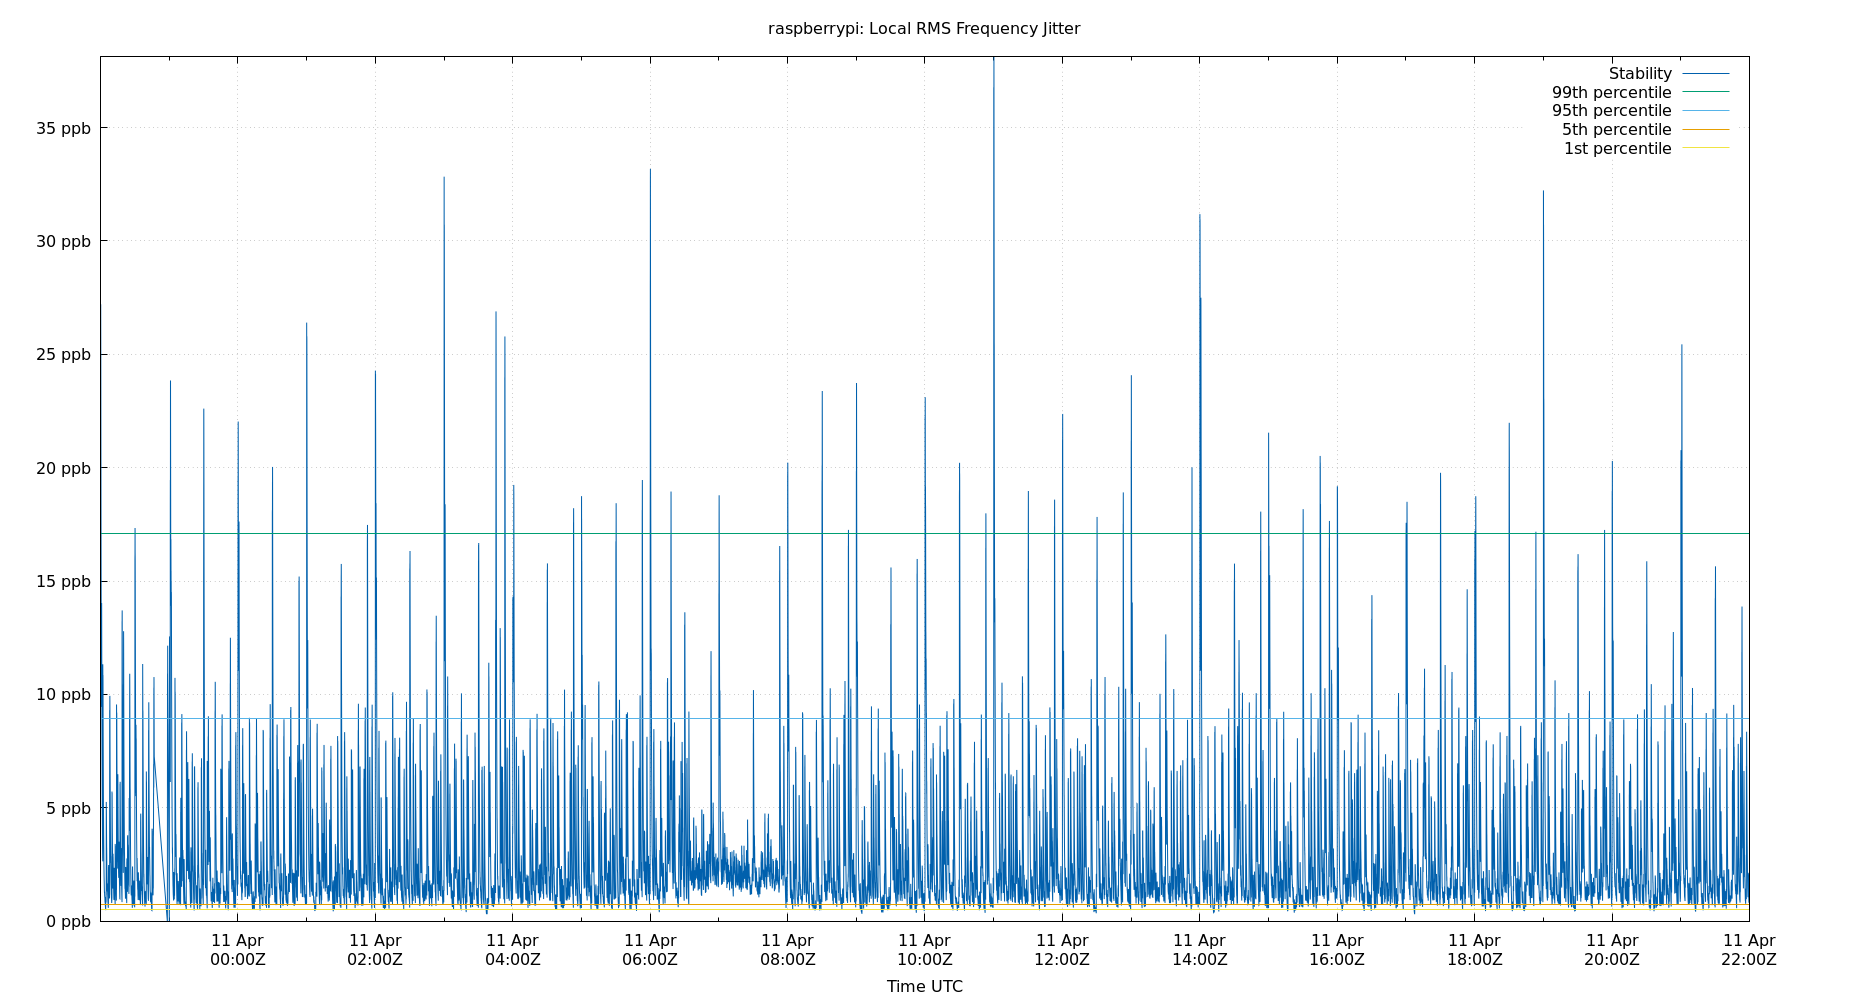 raspberrypi: Local RMS Frequency Jitter
Stability
99th percentile
95th percentile
5th percentile
1st percentile
35 ppb
30 ppb
25 ppb
20 ppb
15 ppb
10 ppb
5 ppb
0 ppb
11 Apr 11 Apr 11 Apr 11 Apr 11 Apr 11 Apr 11 Apr 11 Apr 11 Apr 11 Apr 11 Apr 11 Apr
00:00Z 02:00Z 04:00Z 06:00Z 08:00Z 10:00Z 12:00Z 14:00Z 16:00Z 18:00Z 20:00Z 22:00Z
Time UTC